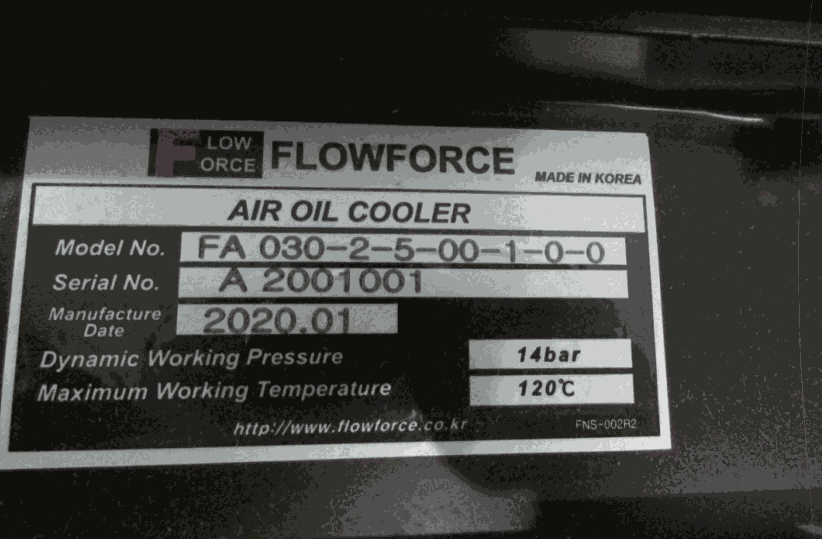 F LOW ORCE FLOWFORCE
MADE IN KOREA
AIR OIL COOLER
Model No. FA 030-2-5-00-1-0-0
Serial No. A 2001001
Manufacture Date 2020.01
Dynamic Working Pressure 14bar
Maximum Working Temperature 120℃
http://www.flowforce.co.kr FNS-002R2